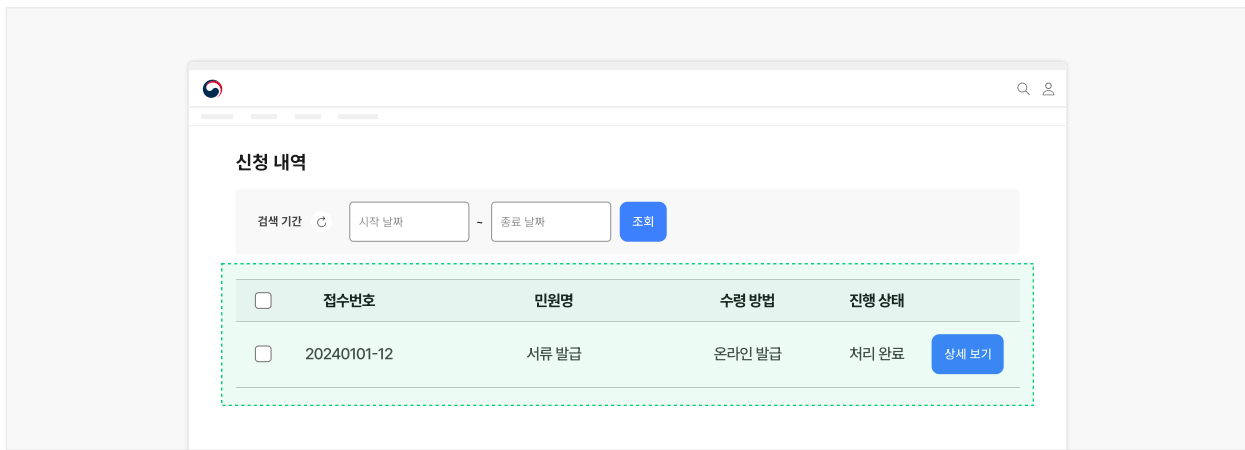 신청 내역
검색 기간 시작 날짜 ~ 종료 날짜 조회
접수번호 민원명 수령 방법 진행 상태
20240101-12 서류 발급 온라인 발급 처리 완료 상세 보기